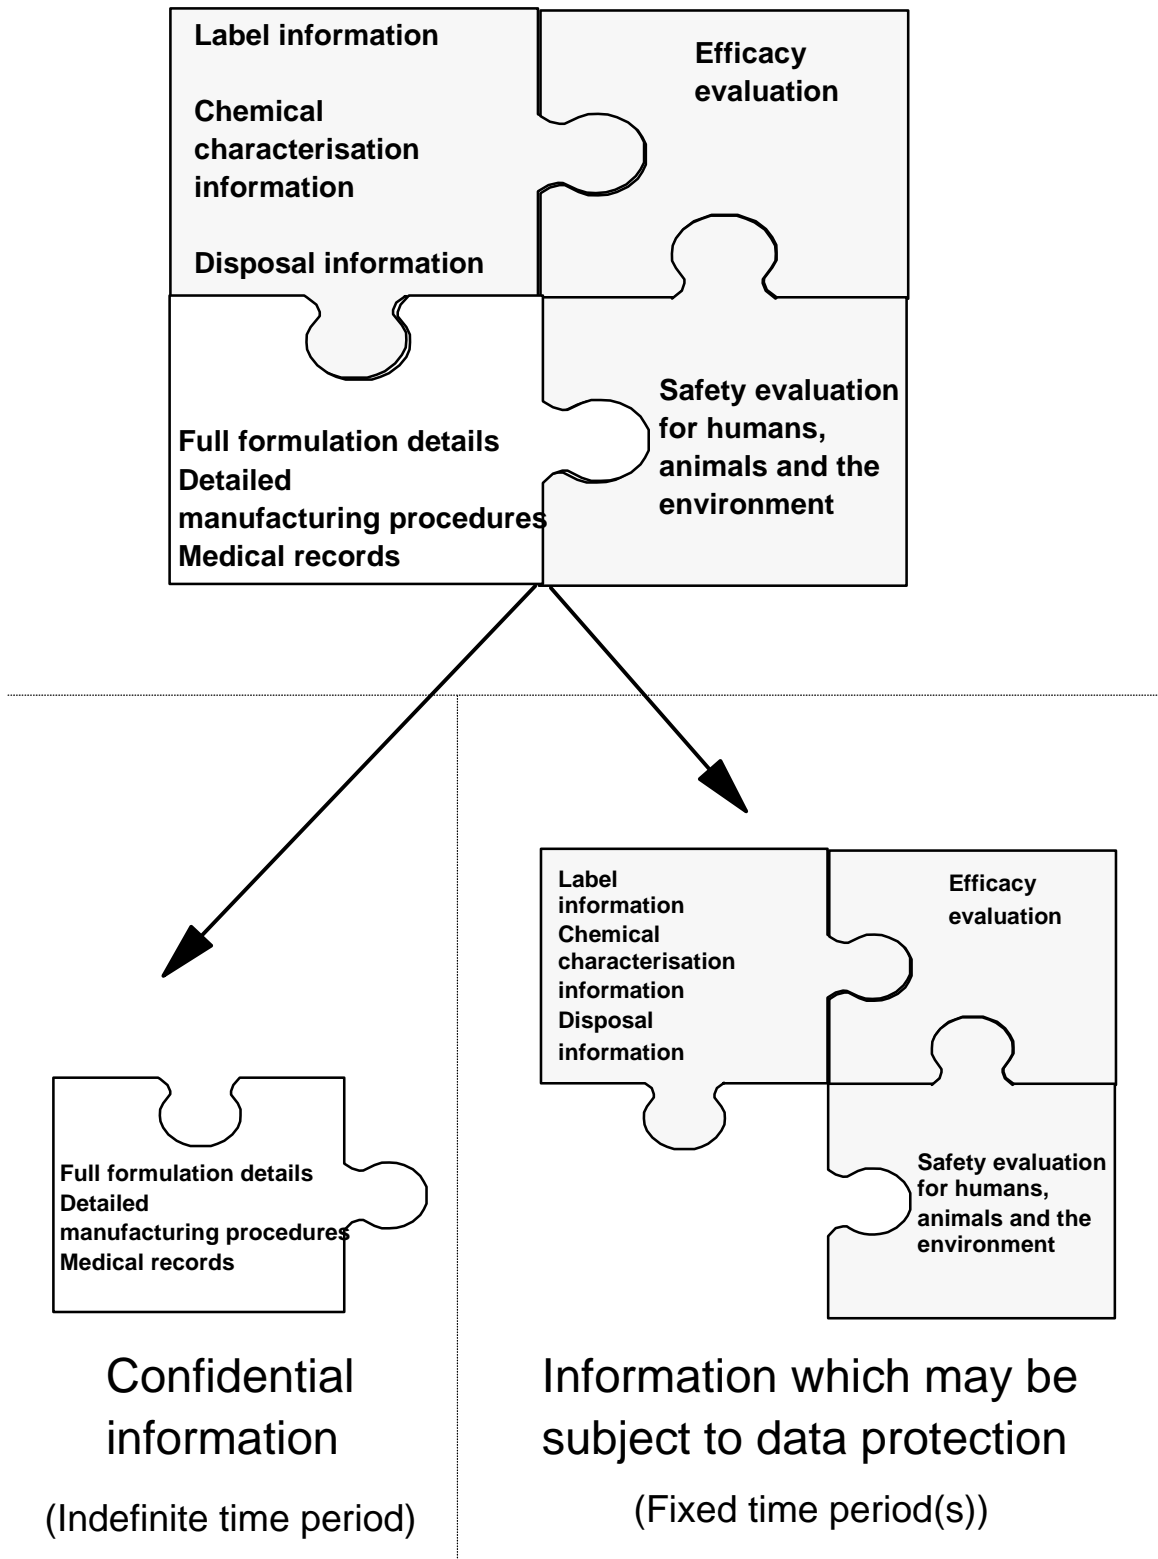 Label information
Chemical
characterisation
information
Disposal information
Efficacy
evaluation
Full formulation details
Detailed
manufacturing procedures
Medical records
Safety evaluation
for humans,
animals and the
environment
Full formulation details
Detailed
manufacturing procedures
Medical records
Confidential
information
(Indefinite time period)
Label
information
Chemical
characterisation
information
Disposal
information
Efficacy
evaluation
Safety evaluation
for humans,
animals and the
environment
Information which may be
subject to data protection
(Fixed time period(s))